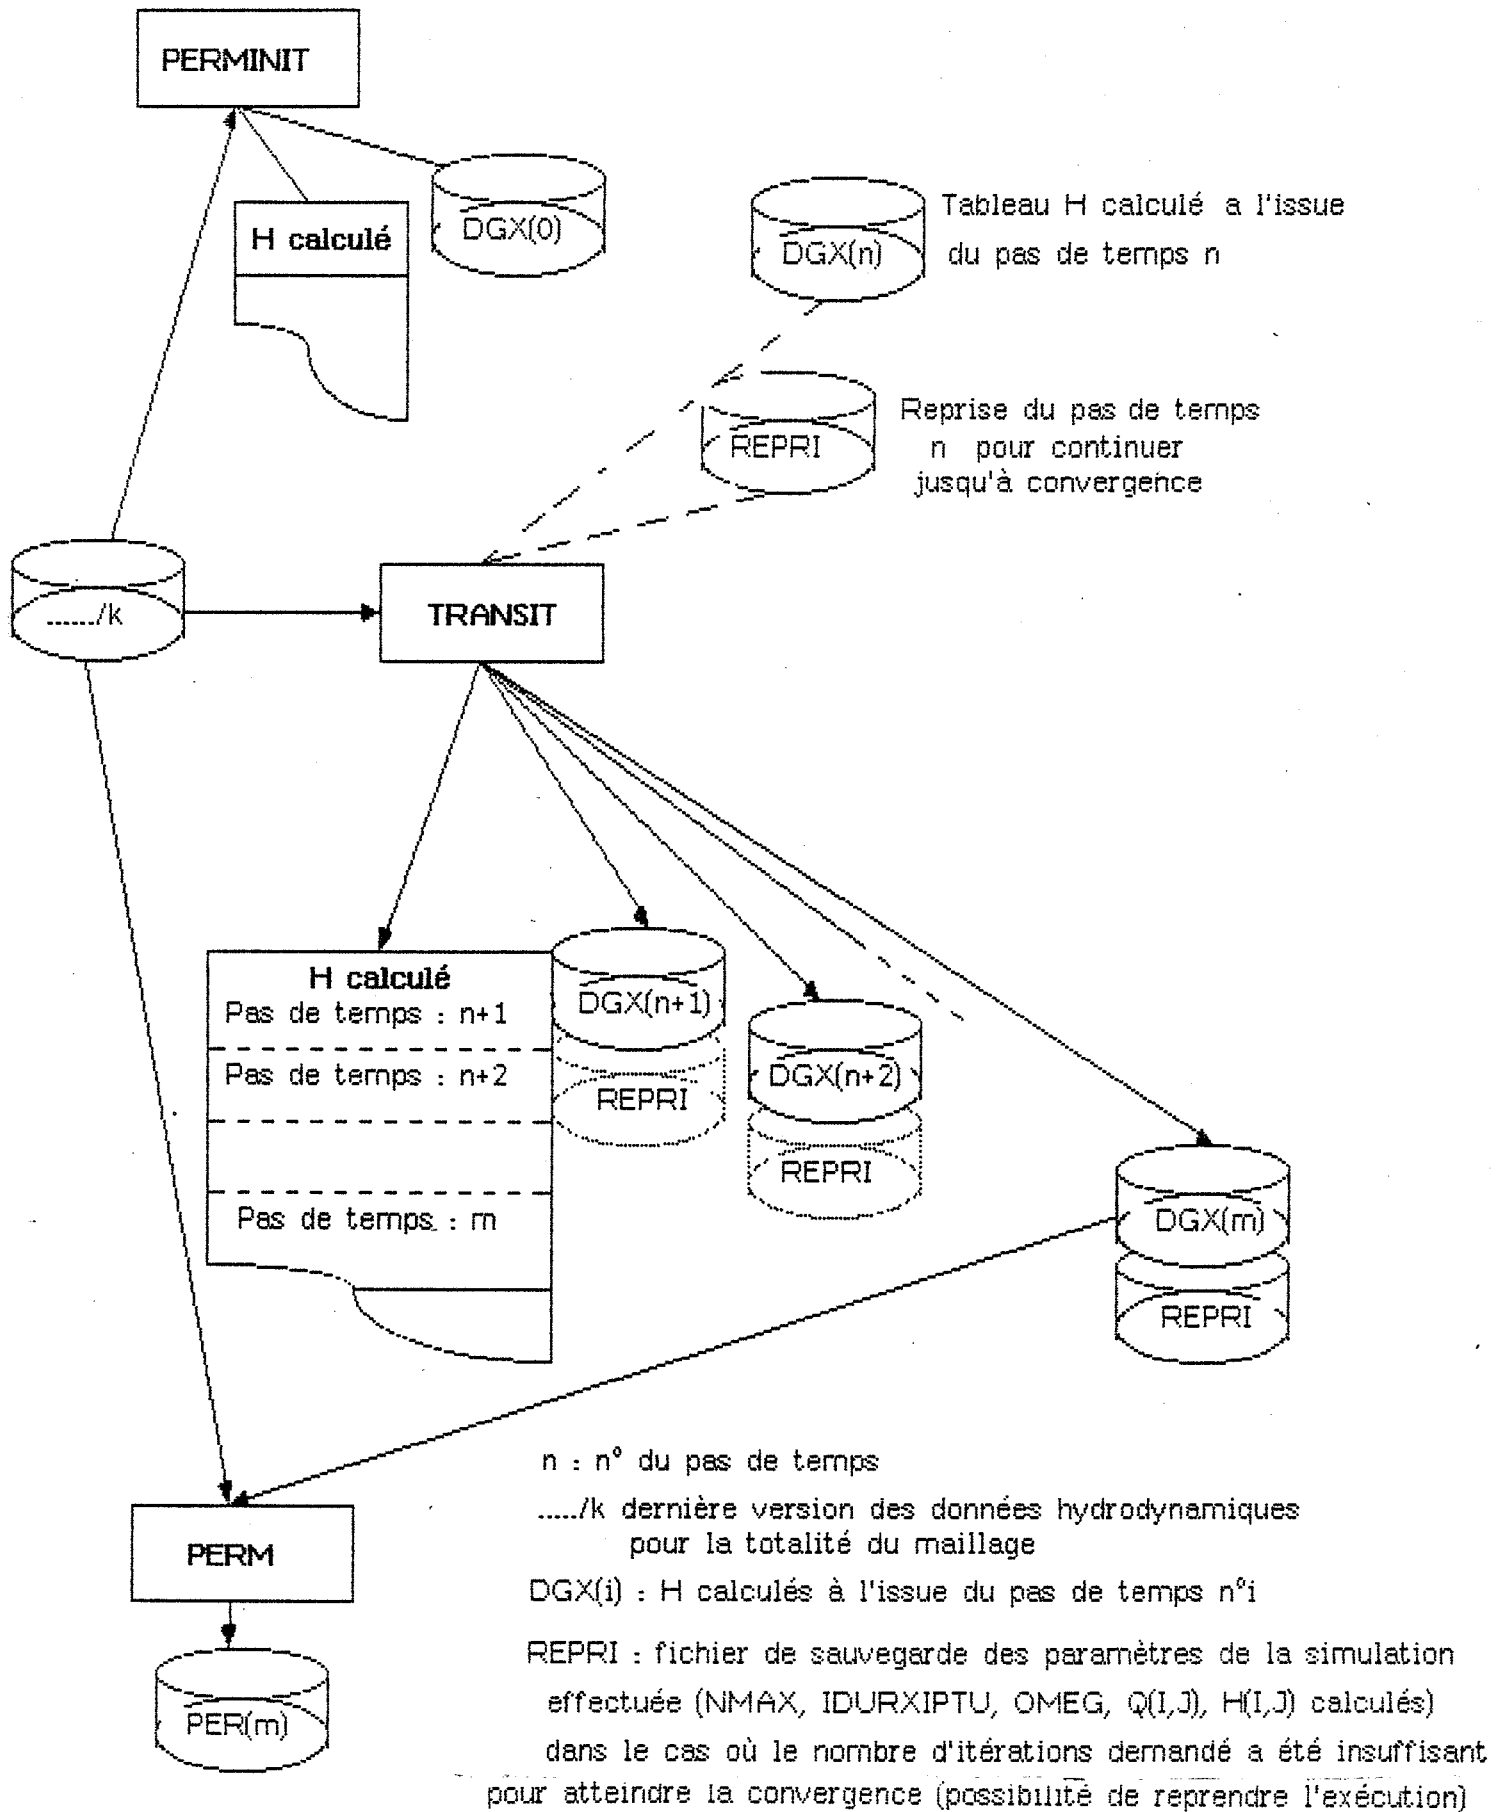 PERMINIT
DGX(0)
H calculé
DGX(n)
Tableau H calculé a l'issue
du pas de temps n
REPRI
Reprise du pas de temps
n pour continuer
jusqu'à convergence
....../k
TRANSIT
H calculé
Pas de temps : n+1
Pas de temps : n+2
Pas de temps : m
DGX(n+1)
REPRI
DGX(n+2)
REPRI
DGX(m)
REPRI
n : n° du pas de temps
...../k dernière version des données hydrodynamiques
pour la totalité du maillage
PERM
DGX(i) : H calculés à l'issue du pas de temps n°i
REPRI : fichier de sauvegarde des paramètres de la simulation
effectuée (NMAX, IDURXIPTU, OMEG, Q(I,J), H(I,J) calculés)
PER(m)
dans le cas où le nombre d'itérations demandé a été insuffisant
pour atteindre la convergence (possibilité de reprendre l'exécution)